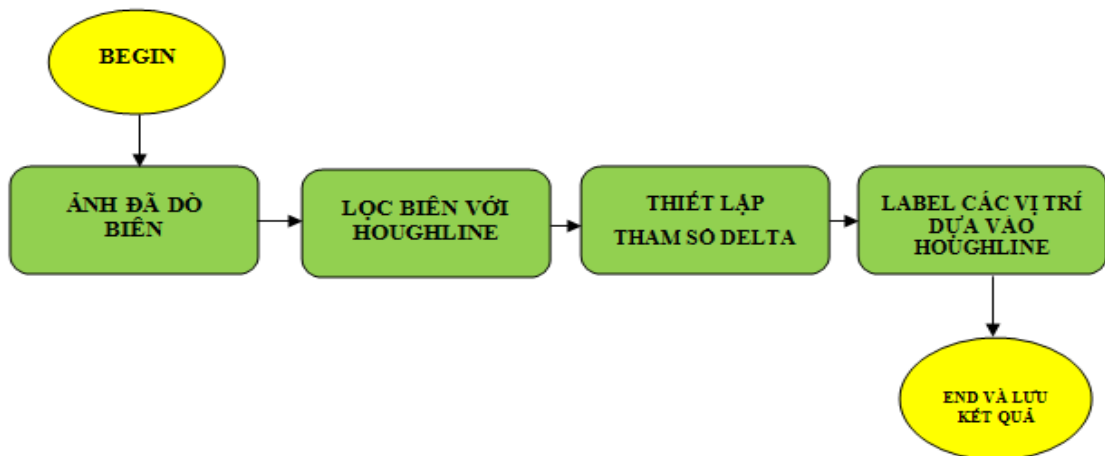 BEGIN
ẢNH ĐÃ DÒ
BIÊN
LỌC BIÊN VỚI
HOUGHLINE
THIẾT LẬP
THAM SỐ DELTA
LABEL CÁC VỊ TRÍ
DỰA VÀO
HOUGHLINE
END VÀ LƯU
KẾT QUẢ